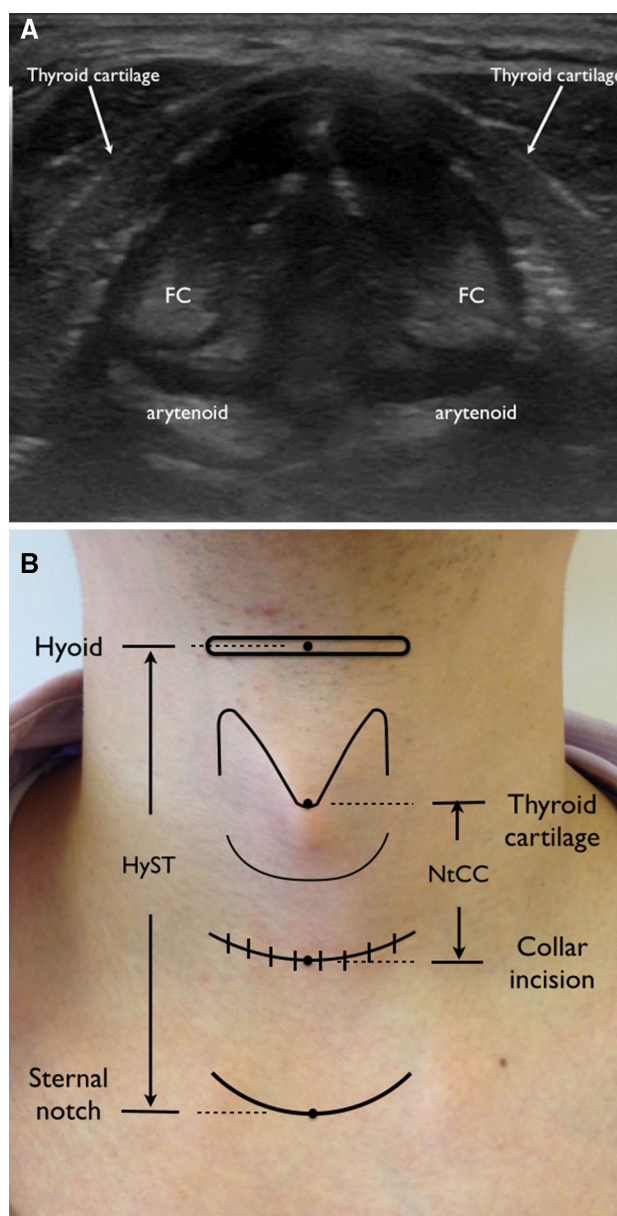 A
Thyroid cartilage
Thyroid cartilage
FC
FC
arytenoid
arytenoid
B
Hyoid
Thyroid
cartilage
HyST
NtCC
Collar
incision
Sternal
notch